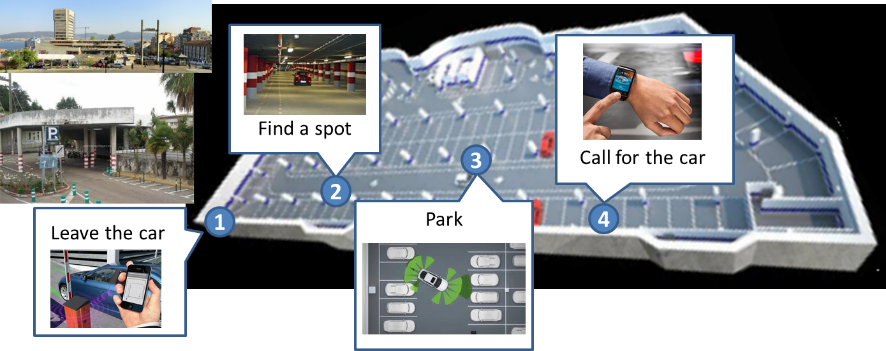 1
Leave the car
2
Find a spot
3
Park
4
Call for the car
P